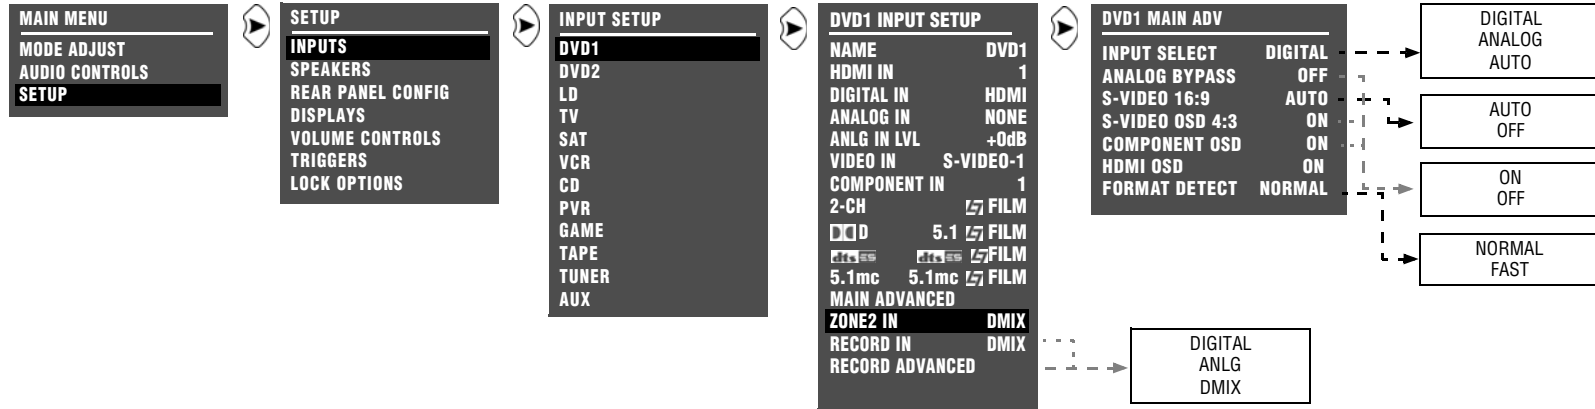 MAIN MENU
MODE ADJUST
AUDIO CONTROLS
SETUP
SETUP
INPUTS
SPEAKERS
REAR PANEL CONFIG
DISPLAYS
VOLUME CONTROLS
TRIGGERS
LOCK OPTIONS
INPUT SETUP
DVD1
DVD2
LD
TV
SAT
VCR
CD
PVR
GAME
TAPE
TUNER
AUX
DVD1 INPUT SETUP
NAME DVD1
HDMI IN 1
DIGITAL IN HDMI
ANALOG IN NONE
ANLG IN LVL +0dB
VIDEO IN S-VIDEO-1
COMPONENT IN 1
2-CH FILM
D 5.1 FILM
dts ES dts ES FILM
5.1mc 5.1mc FILM
MAIN ADVANCED
ZONE2 IN DMIX
RECORD IN DMIX
RECORD ADVANCED
DVD1 MAIN ADV
INPUT SELECT DIGITAL
ANALOG BYPASS OFF
S-VIDEO 16:9 AUTO
S-VIDEO OSD 4:3 ON
COMPONENT OSD ON
HDMI OSD ON
FORMAT DETECT NORMAL
DIGITAL
ANALOG
AUTO
AUTO
OFF
ON
OFF
NORMAL
FAST
DIGITAL
ANLG
DMIX